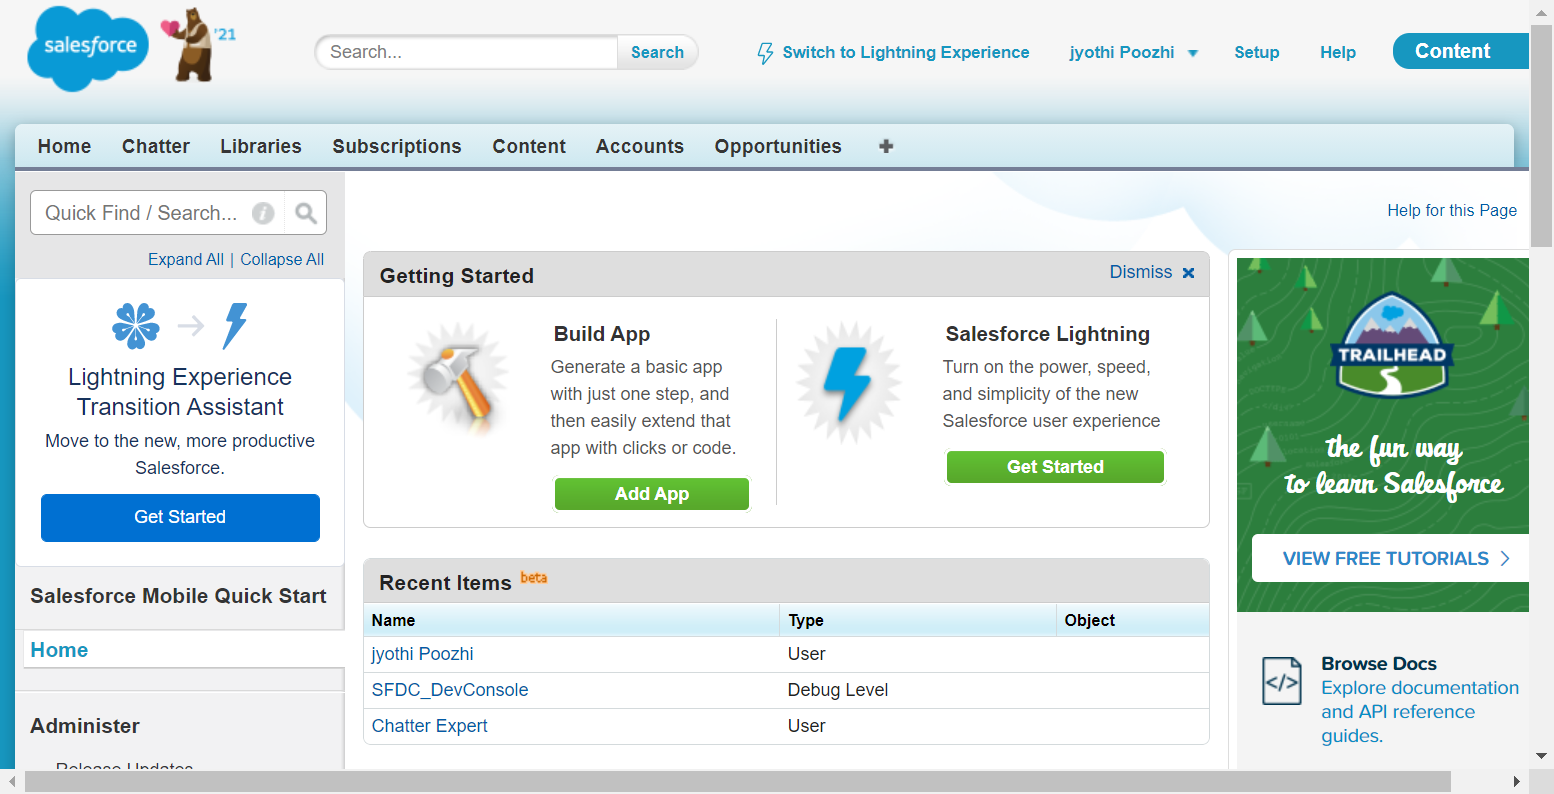 salesforce
'21
Search...
Search
Switch to Lightning Experience
jyothi Poozhi
Setup
Help
Content
Home
Chatter
Libraries
Subscriptions
Content
Accounts
Opportunities
Quick Find / Search...
Expand All | Collapse All
Lightning Experience
Transition Assistant
Move to the new, more productive
Salesforce.
Get Started
Salesforce Mobile Quick Start
Home
Administer
Release Updates
Help for this Page
Getting Started
Dismiss
Build App
Generate a basic app
with just one step, and
then easily extend that
app with clicks or code.
Add App
Salesforce Lightning
Turn on the power, speed,
and simplicity of the new
Salesforce user experience
Get Started
Recent Items beta
Name Type Object
jyothi Poozhi User
SFDC_DevConsole Debug Level
Chatter Expert User
TRAILHEAD
the fun way
to learn Salesforce
VIEW FREE TUTORIALS
Browse Docs
Explore documentation
and API reference
guides.